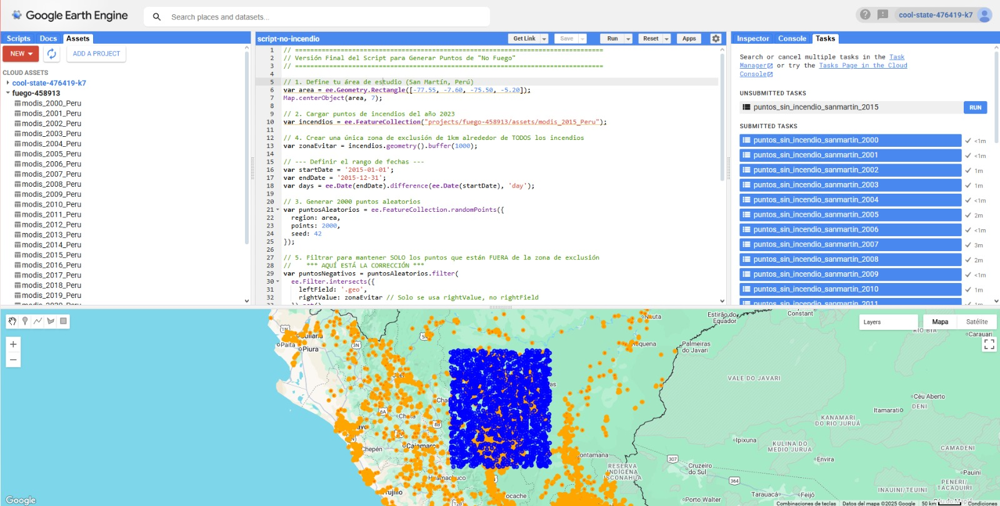 Google Earth Engine
Search places and datasets...
cool-state-476419-k7
Scripts Docs Assets
NEW
ADD A PROJECT
CLOUD ASSETS
cool-state-476419-k7
fuego-458913
modis_2000_Peru
modis_2001_Peru
modis_2002_Peru
modis_2003_Peru
modis_2004_Peru
modis_2005_Peru
modis_2006_Peru
modis_2007_Peru
modis_2008_Peru
modis_2009_Peru
modis_2010_Peru
modis_2011_Peru
modis_2012_Peru
modis_2013_Peru
modis_2014_Peru
modis_2015_Peru
modis_2016_Peru
modis_2017_Peru
modis_2018_Peru
modis_2019_Peru
script-no-incendio
Get Link Save Run Reset Apps
1 // =============================================================================
2 // Versión Final del Script para Generar Puntos de "No Fuego"
3 // =============================================================================
4
5 // 1. Define tu área de estudio (San Martín, Perú)
6 var area = ee.Geometry.Rectangle([-77.55, -7.60, -75.50, -5.20]);
7 Map.centerObject(area, 7);
8
9 // 2. Cargar puntos de incendios del año 2023
10 var incendios = ee.FeatureCollection("projects/fuego-458913/assets/modis_2015_Peru");
11
12 // 4. Crear una única zona de exclusión de 1km alrededor de TODOS los incendios
13 var zonaEvitar = incendios.geometry().buffer(1000);
14
15 // --- Definir el rango de fechas ---
16 var startDate = '2015-01-01';
17 var endDate = '2015-12-31';
18 var days = ee.Date(endDate).difference(ee.Date(startDate), 'day');
19
20 // 3. Generar 2000 puntos aleatorios
21 var puntosAleatorios = ee.FeatureCollection.randomPoints({
22 region: area,
23 points: 2000,
24 seed: 42
25 });
26
27 // 5. Filtrar para mantener SOLO los puntos que están FUERA de la zona de exclusión
28 // *** AQUÍ ESTÁ LA CORRECCIÓN ***
29 var puntosNegativos = puntosAleatorios.filter(
30 ee.Filter.intersects({
31 leftField: '.geo',
32 rightValue: zonaEvitar // Solo se usa rightValue, no rightField
Inspector Console Tasks
Search or cancel multiple tasks in the Task
Manager or try the Tasks Page in the Cloud
Console
UNSUBMITTED TASKS
puntos_sin_incendio_sanmartin_2015 RUN
SUBMITTED TASKS
puntos_sin_incendio_sanmartin_2000 <1m
puntos_sin_incendio_sanmartin_2001 <1m
puntos_sin_incendio_sanmartin_2002 1m
puntos_sin_incendio_sanmartin_2003 1m
puntos_sin_incendio_sanmartin_2004 <1m
puntos_sin_incendio_sanmartin_2005 2m
puntos_sin_incendio_sanmartin_2006 <1m
puntos_sin_incendio_sanmartin_2007 3m
puntos_sin_incendio_sanmartin_2008 2m
puntos_sin_incendio_sanmartin_2009 <1m
puntos_sin_incendio_sanmartin_2010 1m
puntos_sin_incendio_sanmartin_2011
Layers
Mapa Satélite
Nauta
Estirão do
Equador
Constant
Carauari
1N
Paita
Piura
3N
Requena
Palmeiras
do Javari
VALE DO JAVARI
Céu Aberto
DENI
Itamarati
KANAMARI
DO RIO JURUÁ
6A
8B
Chota
Chepén
Cajamarca
Ipixuna
KULINA DO
MEDIO JURUA
CAMADENI
307
Envira
RESERVA
INDÍGENA
Cruzeiro
do Sul
364
Pauini
PENERI/
TACAQUIRI
Huamachuco
Tarauacá
Feijó
INAUINI/TEUINI
Porto Walter
Google
Combinaciones de teclas Datos del mapa ©2025 Google 50 km Condiciones